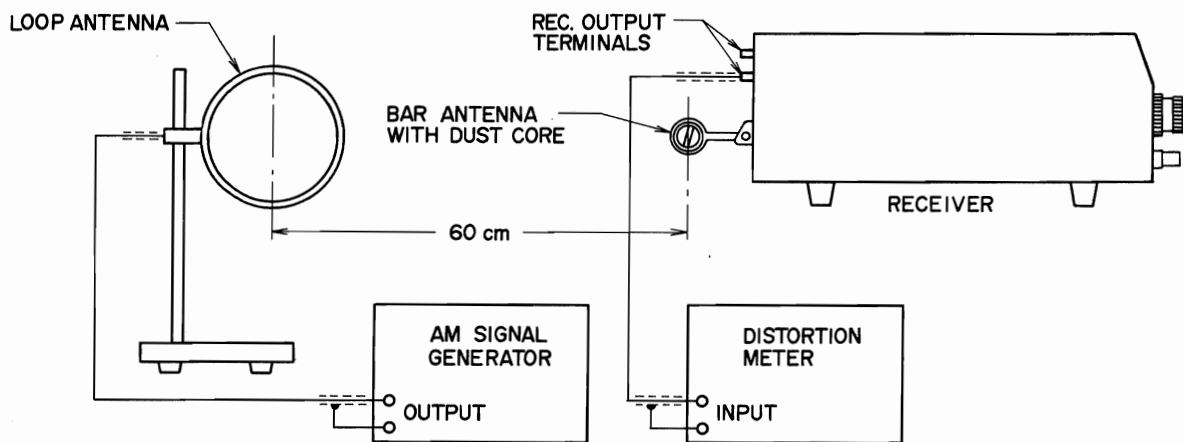 LOOP ANTENNA
REC. OUTPUT
TERMINALS
BAR ANTENNA
WITH DUST CORE
RECEIVER
60 cm
AM SIGNAL
GENERATOR
OUTPUT
DISTORTION
METER
INPUT